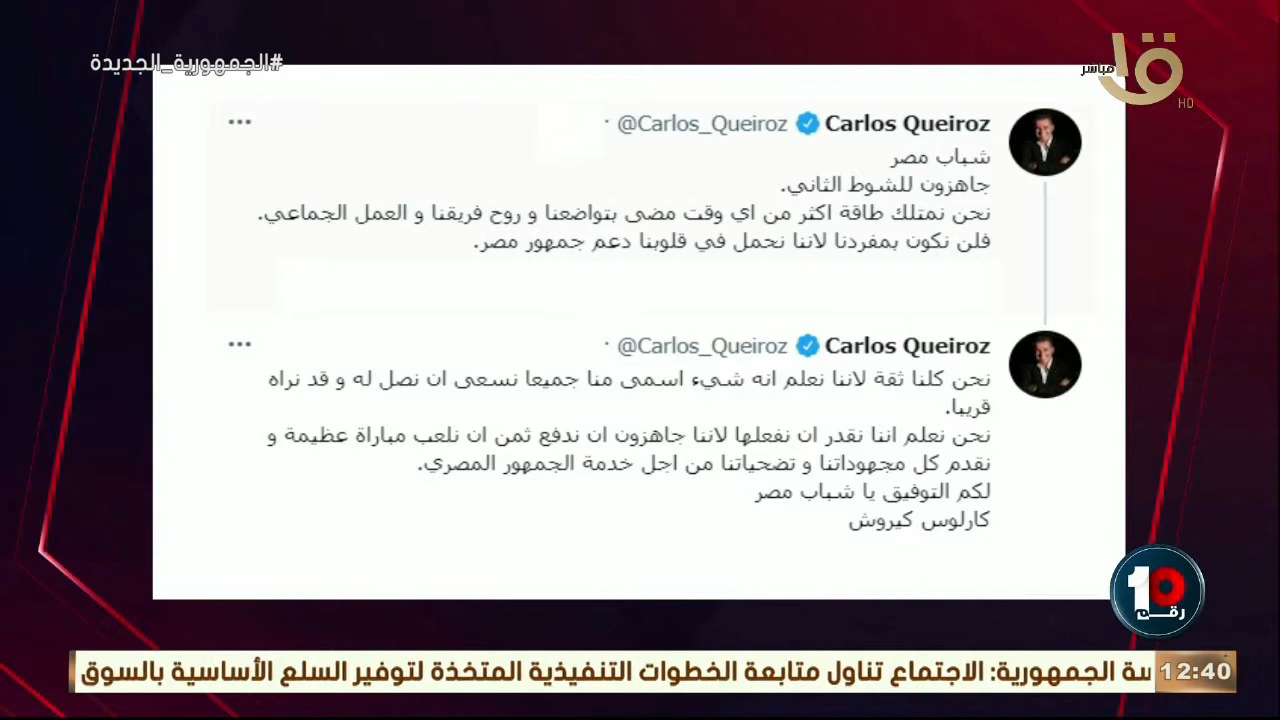 #الجمهورية_الجديدة
مباشر
HD
Carlos Queiroz @Carlos_Queiroz ·
شباب مصر
جاهزون للشوط الثاني.
نحن نمتلك طاقة اكثر من اي وقت مضى بتواضعنا و روح فريقنا و العمل الجماعي.
فلن نكون بمفردنا لاننا نحمل في قلوبنا دعم جمهور مصر.
Carlos Queiroz @Carlos_Queiroz ·
نحن كلنا ثقة لاننا نعلم انه شيء اسمى منا جميعا نسعى ان نصل له و قد نراه
قريبا.
نحن نعلم اننا نقدر ان نفعلها لاننا جاهزون ان ندفع ثمن ان نلعب مباراة عظيمة و
نقدم كل مجهوداتنا و تضحياتنا من اجل خدمة الجمهور المصري.
لكم التوفيق يا شباب مصر
كارلوس كيروش
رقم 10
12:40
سة الجمهورية: الاجتماع تناول متابعة الخطوات التنفيذية المتخذة لتوفير السلع الأساسية بالسوق